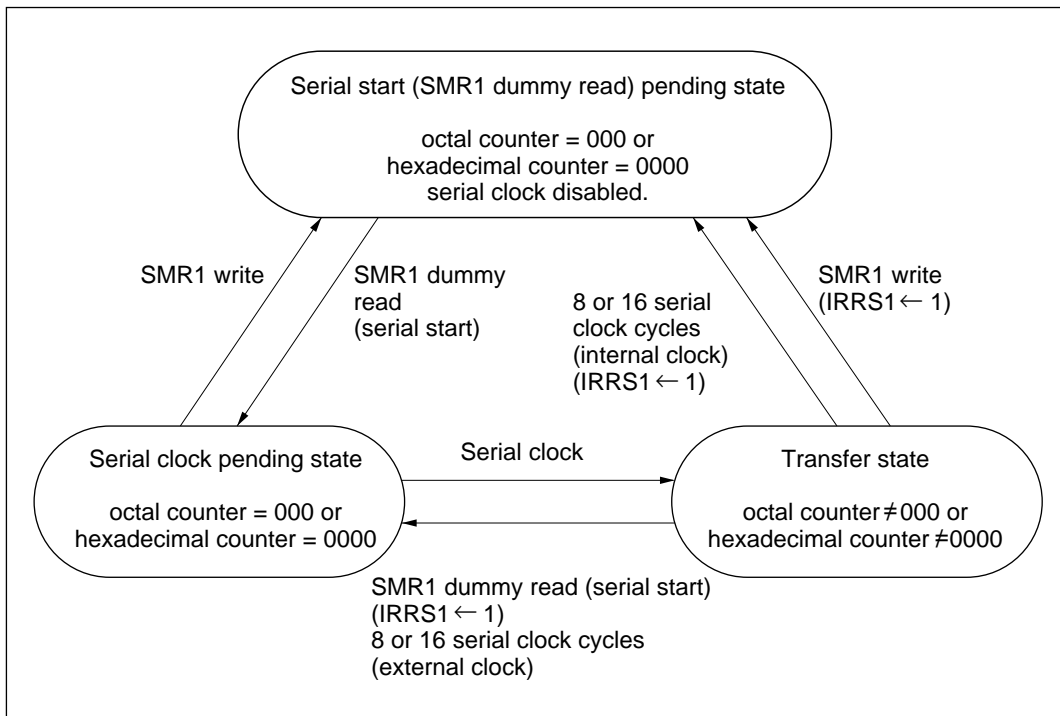 Serial start (SMR1 dummy read) pending state
octal counter = 000 or
hexadecimal counter = 0000
serial clock disabled.
SMR1 write
SMR1 dummy
read
(serial start)
8 or 16 serial
clock cycles
(internal clock)
(IRRS1 ← 1)
SMR1 write
(IRRS1 ← 1)
Serial clock pending state
octal counter = 000 or
hexadecimal counter = 0000
Serial clock
Transfer state
octal counter ≠ 000 or
hexadecimal counter ≠ 0000
SMR1 dummy read (serial start)
(IRRS1 ← 1)
8 or 16 serial clock cycles
(external clock)